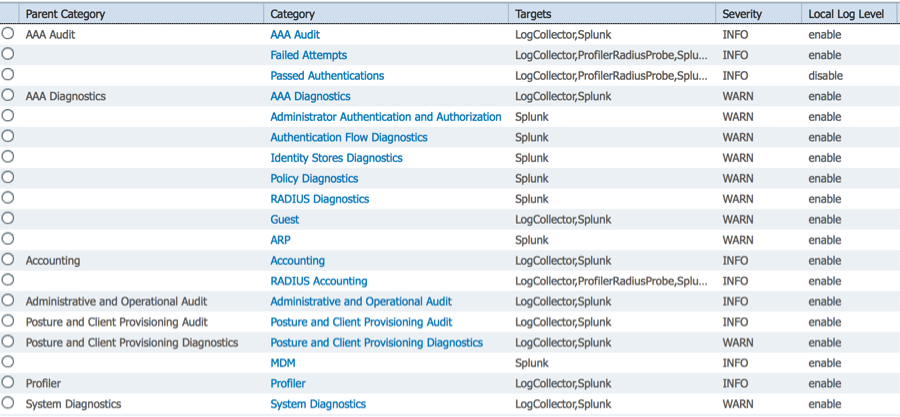 Parent Category Category Targets Severity Local Log Level
AAA Audit AAA Audit LogCollector,Splunk INFO enable
Failed Attempts LogCollector,ProfilerRadiusProbe,Splu... INFO enable
Passed Authentications LogCollector,ProfilerRadiusProbe,Splu... INFO disable
AAA Diagnostics AAA Diagnostics LogCollector,Splunk WARN enable
Administrator Authentication and Authorization Splunk WARN enable
Authentication Flow Diagnostics Splunk WARN enable
Identity Stores Diagnostics Splunk WARN enable
Policy Diagnostics Splunk WARN enable
RADIUS Diagnostics Splunk WARN enable
Guest LogCollector,Splunk WARN enable
ARP Splunk WARN enable
Accounting Accounting LogCollector,Splunk INFO enable
RADIUS Accounting LogCollector,ProfilerRadiusProbe,Splu... INFO enable
Administrative and Operational Audit Administrative and Operational Audit LogCollector,Splunk INFO enable
Posture and Client Provisioning Audit Posture and Client Provisioning Audit LogCollector,Splunk INFO enable
Posture and Client Provisioning Diagnostics Posture and Client Provisioning Diagnostics LogCollector,Splunk WARN enable
MDM Splunk INFO enable
Profiler Profiler LogCollector,Splunk INFO enable
System Diagnostics System Diagnostics LogCollector,Splunk WARN enable